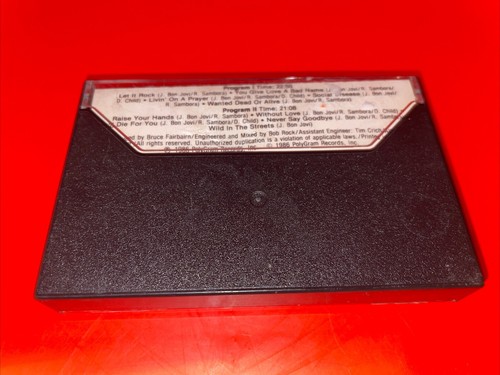 Program I Time:
Let It Rock (J. Bon Jovi/R. Sambora) • You Give Love A Bad Name (J. Bon Jovi/R. Sambora/
D. Child) • Livin' On A Prayer (J. Bon Jovi/R. Sambora/D. Child) • Social Disease (J. Bon Jovi/
R. Sambora) • Wanted Dead Or Alive (J. Bon Jovi/R. Sambora)
Program II Time: 21:08
Raise Your Hands (J. Bon Jovi/R. Sambora) • Without Love (J. Bon Jovi/R. Sambora/D. Child) •
Die For You (J. Bon Jovi/R. Sambora/D. Child) • Never Say Goodbye (J. Bon Jovi/R. Sambora)
Wild In The Streets (J. Bon Jovi)
by Bruce Fairbairn/Engineered and Mixed by Bob Rock/Assistant Engineer: Tim
All rights reserved. Unauthorized duplication is a violation of applicable laws./
℗ 1986 PolyGram Records, Inc. © 1986 PolyGram Records, Inc.